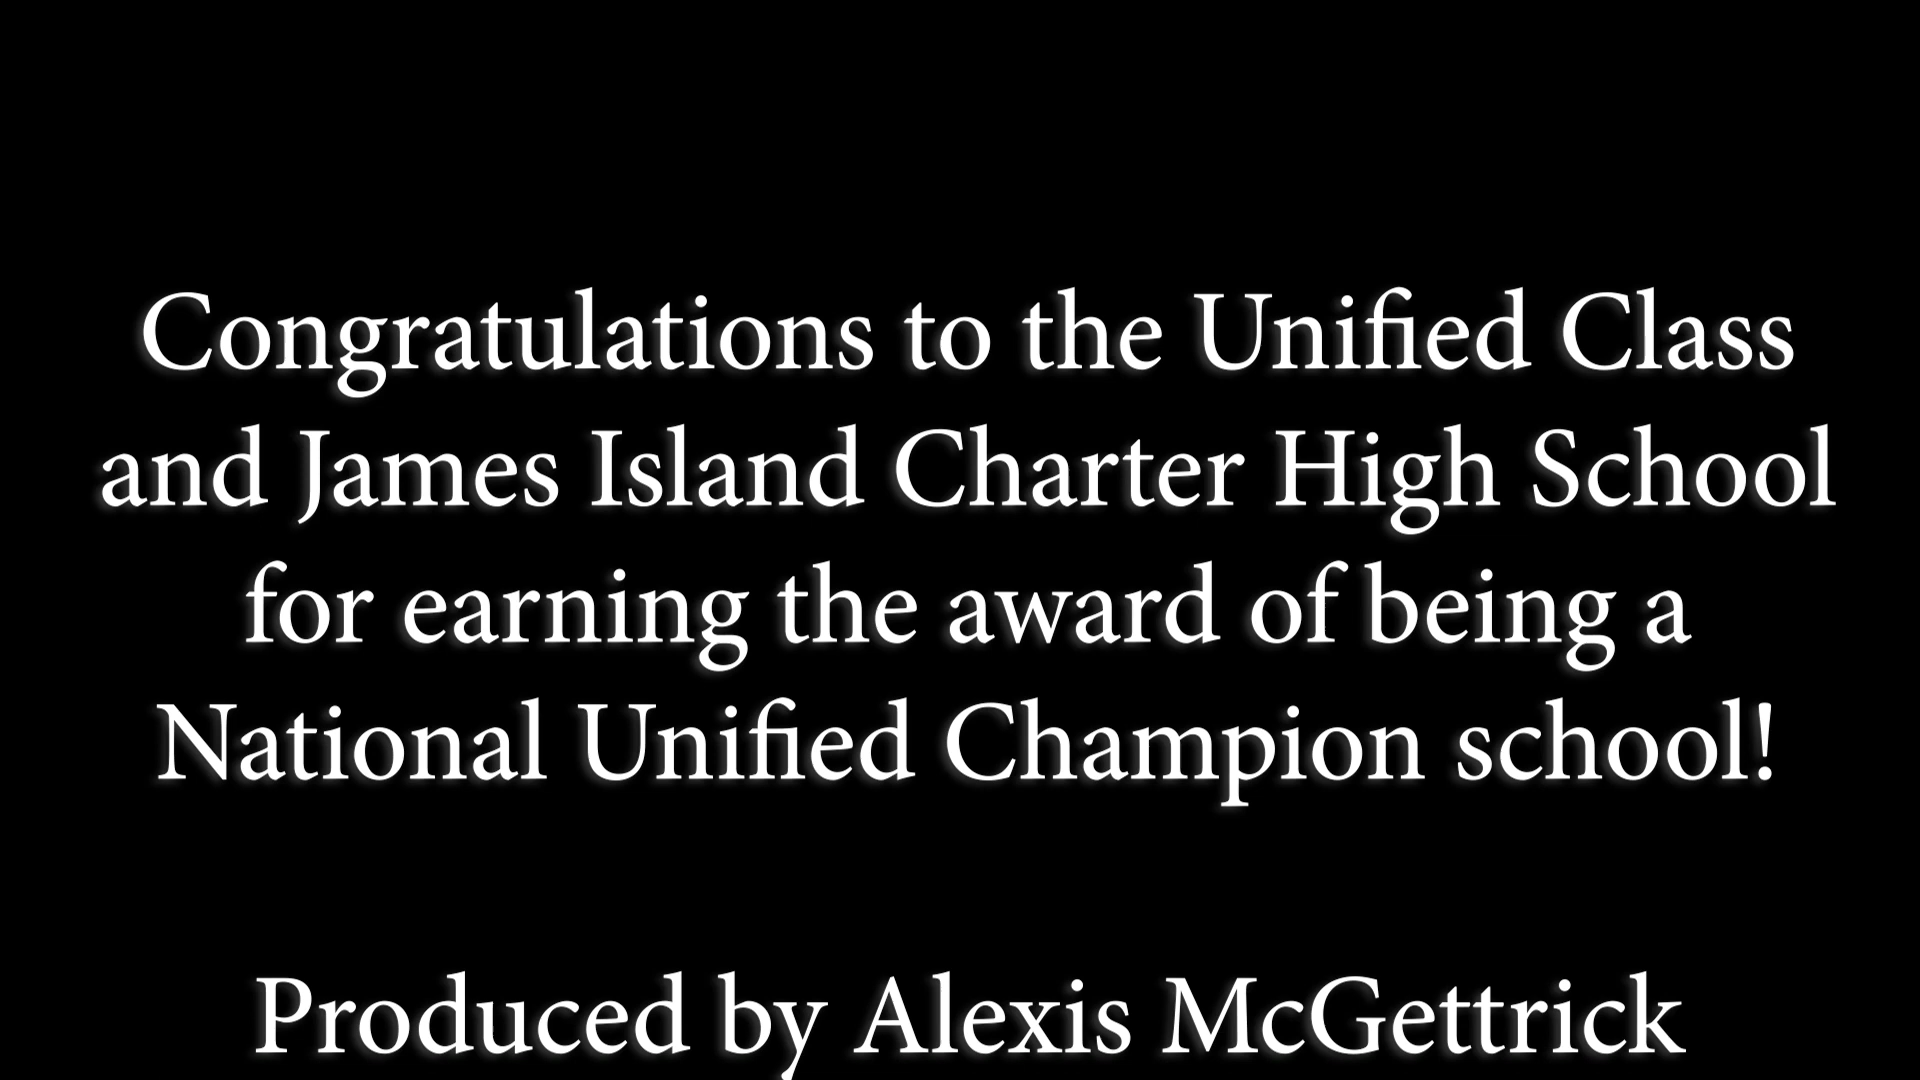 Congratulations to the Unified Class
and James Island Charter High School
for earning the award of being a
National Unified Champion school!
Produced by Alexis McGettrick